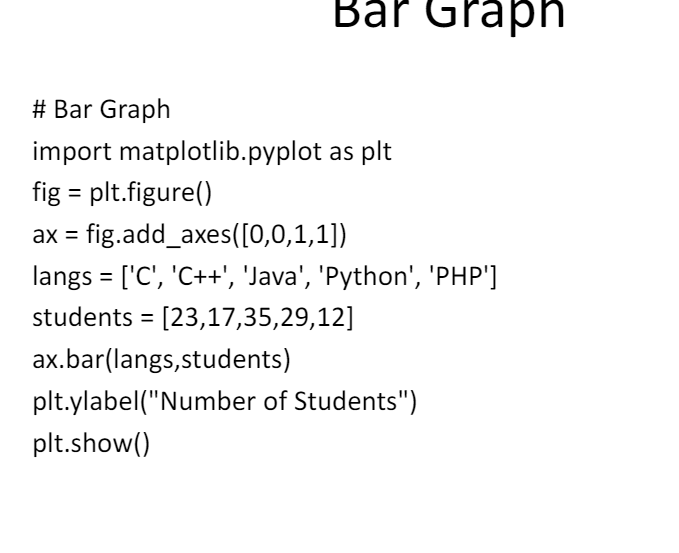 Bar Graph
# Bar Graph
import matplotlib.pyplot as plt
fig = plt.figure()
ax = fig.add_axes([0,0,1,1])
langs = ['C', 'C++', 'Java', 'Python', 'PHP']
students = [23,17,35,29,12]
ax.bar(langs,students)
plt.ylabel("Number of Students")
plt.show()